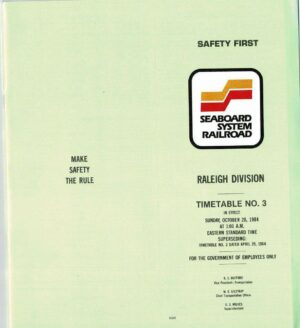 SAFETY FIRST
SEABOARD
SYSTEM
RAILROAD
MAKE
SAFETY
THE RULE
RALEIGH DIVISION
TIMETABLE NO. 3
IN EFFECT
SUNDAY, OCTOBER 28, 1984
AT 3:00 A.M.
EASTERN STANDARD TIME
SUPERSEDING
TIMETABLE NO. 2 DATED APRIL 29, 1984
FOR THE GOVERNMENT OF EMPLOYEES ONLY
Vice President-Transportation
Chief Transportation Officer
Superintendent